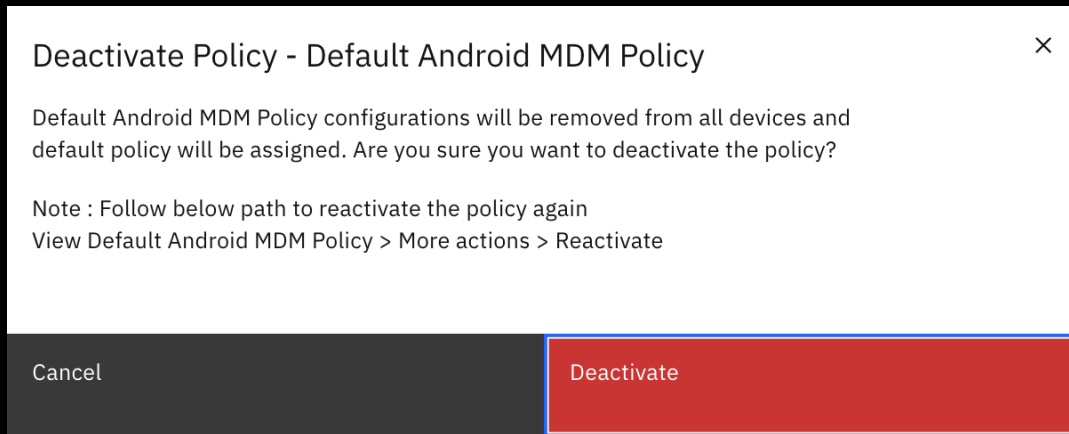 Deactivate Policy - Default Android MDM Policy
Default Android MDM Policy configurations will be removed from all devices and
default policy will be assigned. Are you sure you want to deactivate the policy?
Note : Follow below path to reactivate the policy again
View Default Android MDM Policy > More actions > Reactivate
Cancel
Deactivate